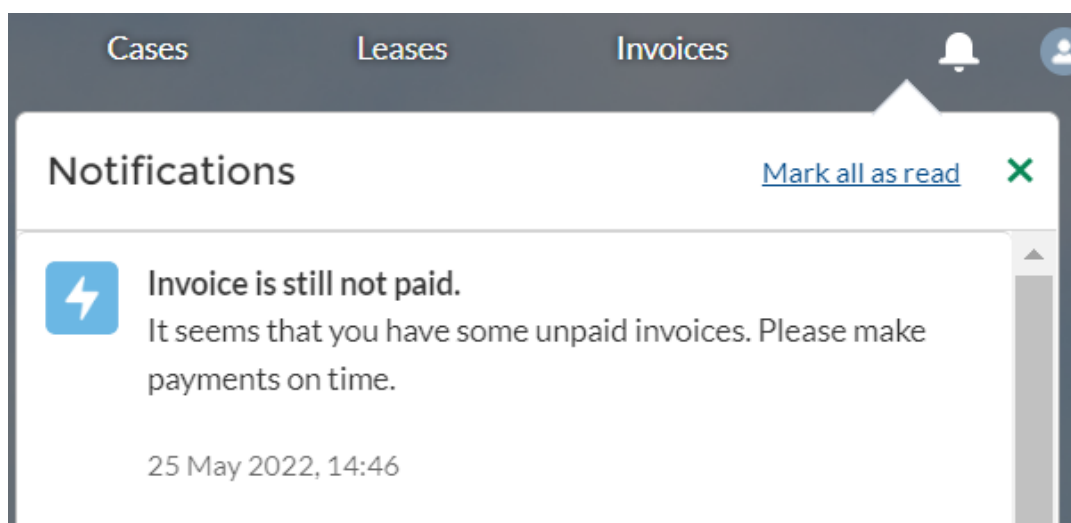 Cases Leases Invoices
Notifications Mark all as read
Invoice is still not paid.
It seems that you have some unpaid invoices. Please make
payments on time.
25 May 2022, 14:46